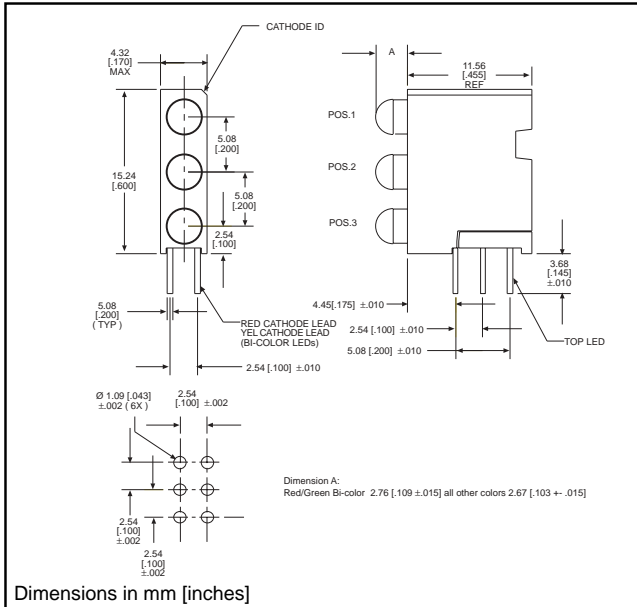 CATHODE ID
4.32
[.170]
MAX
A
11.56
[.455]
REF
POS.1
5.08
[.200]
POS.2
15.24
[.600]
5.08
[.200]
POS.3
2.54
[.100]
3.68
[.145]
±.010
5.08
[.200]
( TYP )
4.45[.175] ±.010
RED CATHODE LEAD
YEL CATHODE LEAD
(BI-COLOR LEDs)
2.54 [.100] ±.010
TOP LED
5.08 [.200] ±.010
2.54 [.100] ±.010
Ø 1.09 [.043]
±.002 ( 6X )
2.54
[.100] ±.002
Dimension A:
Red/Green Bi-color 2.76 [.109 ±.015] all other colors 2.67 [.103 +- .015]
2.54
[.100]
±.002
2.54
[.100]
±.002
Dimensions in mm [inches]